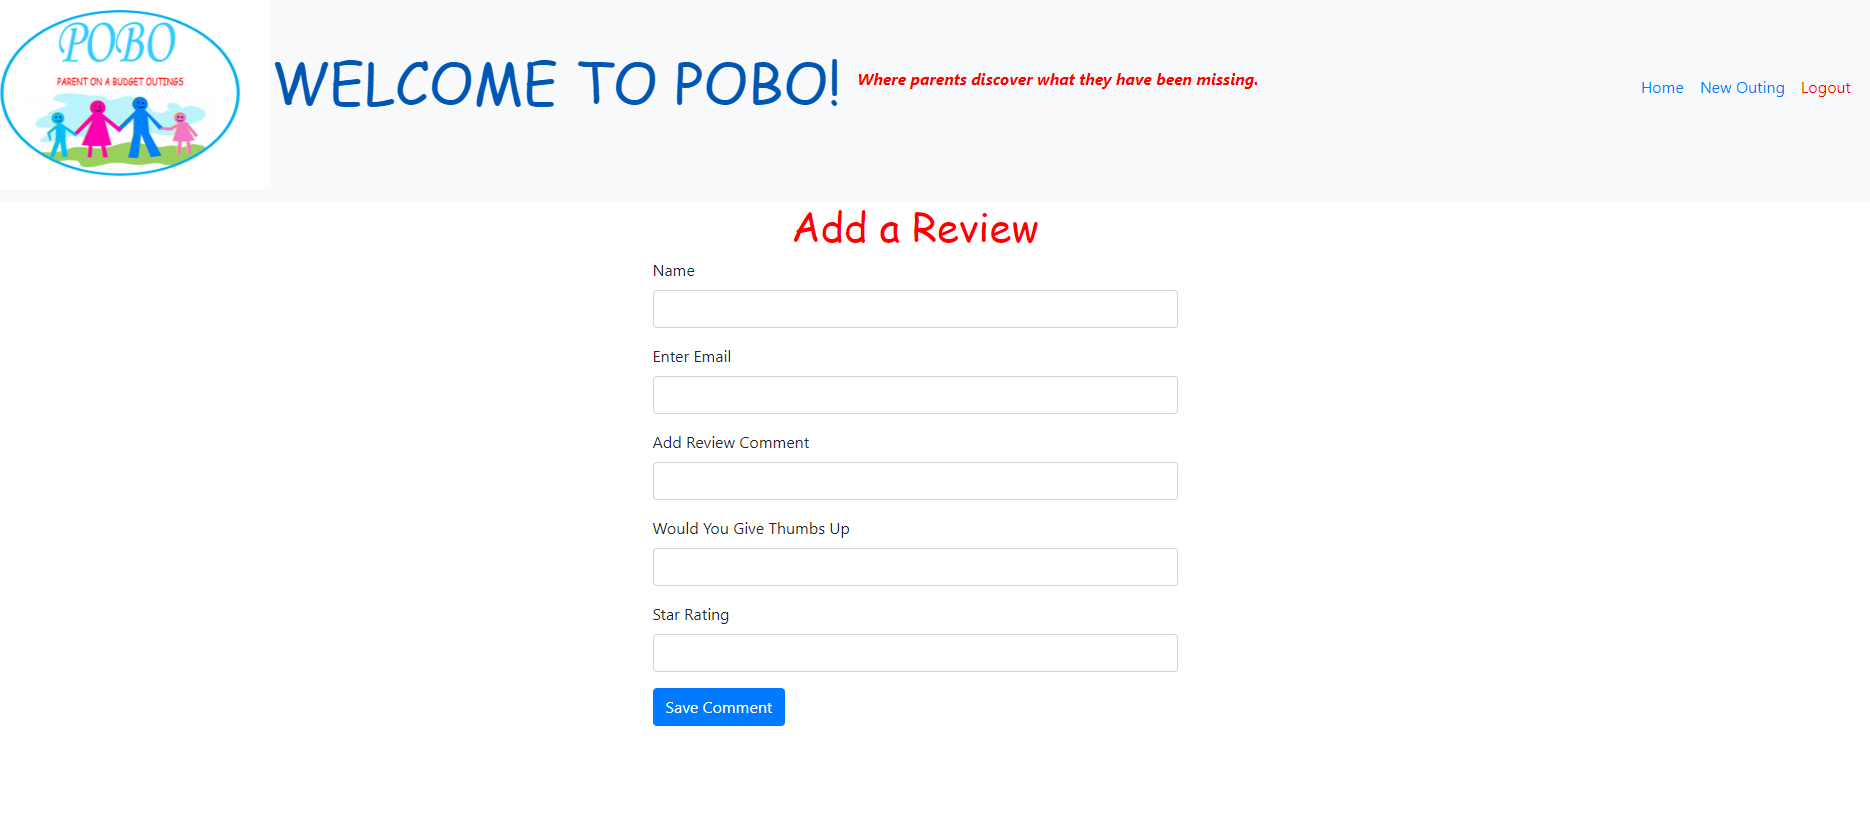 POBO
PARENT ON A BUDGET OUTINGS
WELCOME TO POBO!
Where parents discover what they have been missing.
Home New Outing Logout
Add a Review
Name
Enter Email
Add Review Comment
Would You Give Thumbs Up
Star Rating
Save Comment